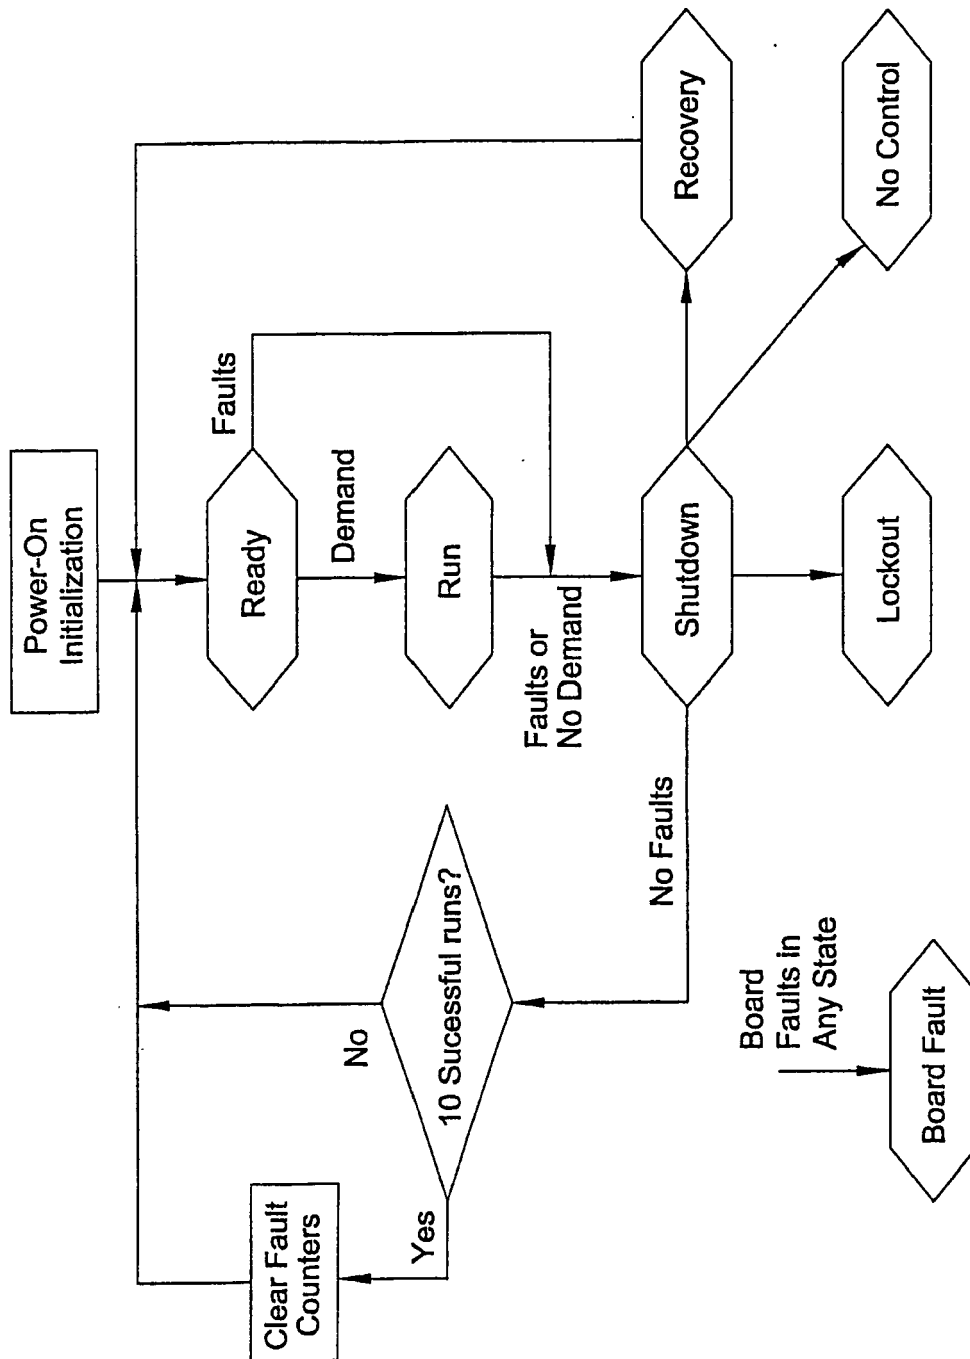 Power-On
Initialization
Ready
Faults
Demand
Run
Faults or
No Demand
Shutdown
Recovery
No Control
Lockout
No Faults
10 Sucessful runs?
No
Yes
Clear Fault
Counters
Board
Faults in
Any State
Board Fault